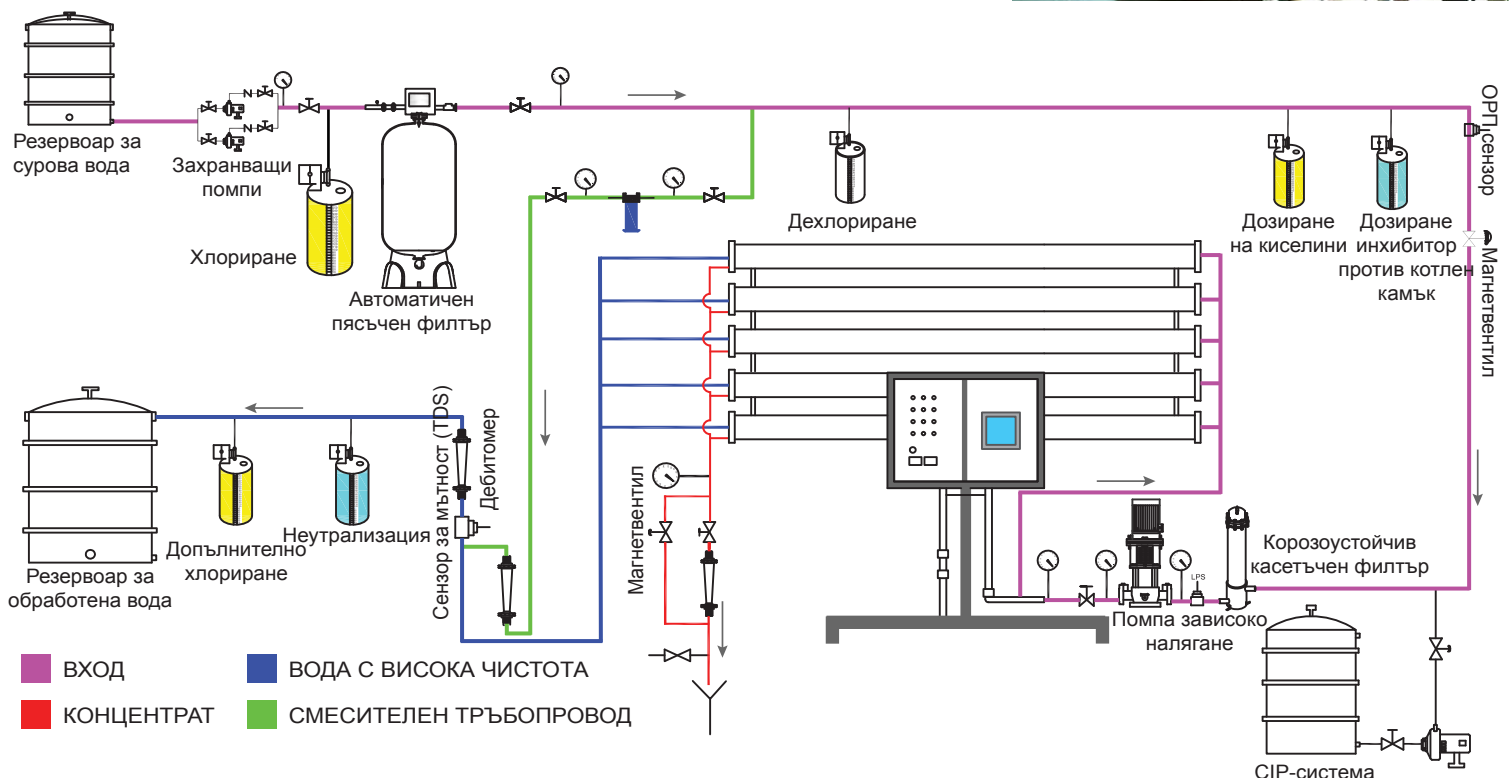 Резервоар за
сурова вода
Захранващи
помпи
Хлориране
Автоматичен
пясъчен филтър
Дехлориране
Дозиране
на киселини
Дозиране
инхибитор
против котлен
камък
ОРП сензор
Магнетвентил
Резервоар за
обработена вода
Допълнително
хлориране
Неутрализация
Сензор за мътност (TDS)
Дебитомер
Магнетвентил
LPS
Помпа зависоко
налягане
Корозоустойчив
касетъчен филтър
CIP-система
ВХОД
ВОДА С ВИСОКА ЧИСТОТА
КОНЦЕНТРАТ
СМЕСИТЕЛЕН ТРЪБОПРОВОД